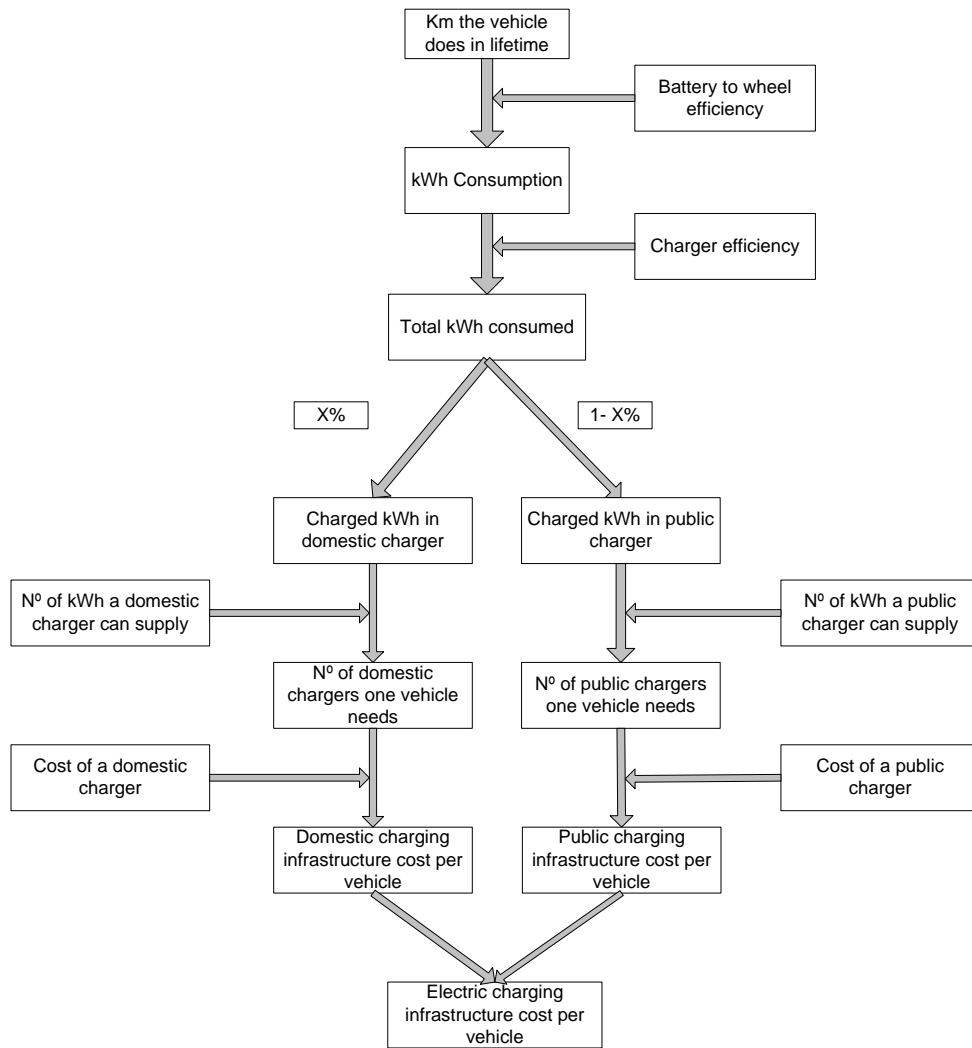 Km the vehicle
does in lifetime
Battery to wheel
efficiency
kWh Consumption
Charger efficiency
Total kWh consumed
X%
1- X%
Charged kWh in
domestic charger
Charged kWh in public
charger
Nº of kWh a domestic
charger can supply
Nº of kWh a public
charger can supply
Nº of domestic
chargers one vehicle
needs
Nº of public chargers
one vehicle needs
Cost of a domestic
charger
Cost of a public
charger
Domestic charging
infrastructure cost per
vehicle
Public charging
infrastructure cost per
vehicle
Electric charging
infrastructure cost per
vehicle